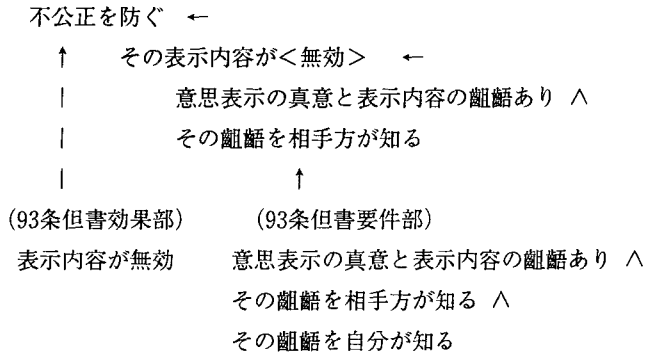 不公正を防ぐ ←
↑ その表示内容が<無効> ←
| 意思表示の真意と表示内容の齟齬あり ∧
| その齟齬を相手方が知る
| ↑
(93条但書効果部) (93条但書要件部)
表示内容が無効 意思表示の真意と表示内容の齟齬あり ∧
その齟齬を相手方が知る ∧
その齟齬を自分が知る